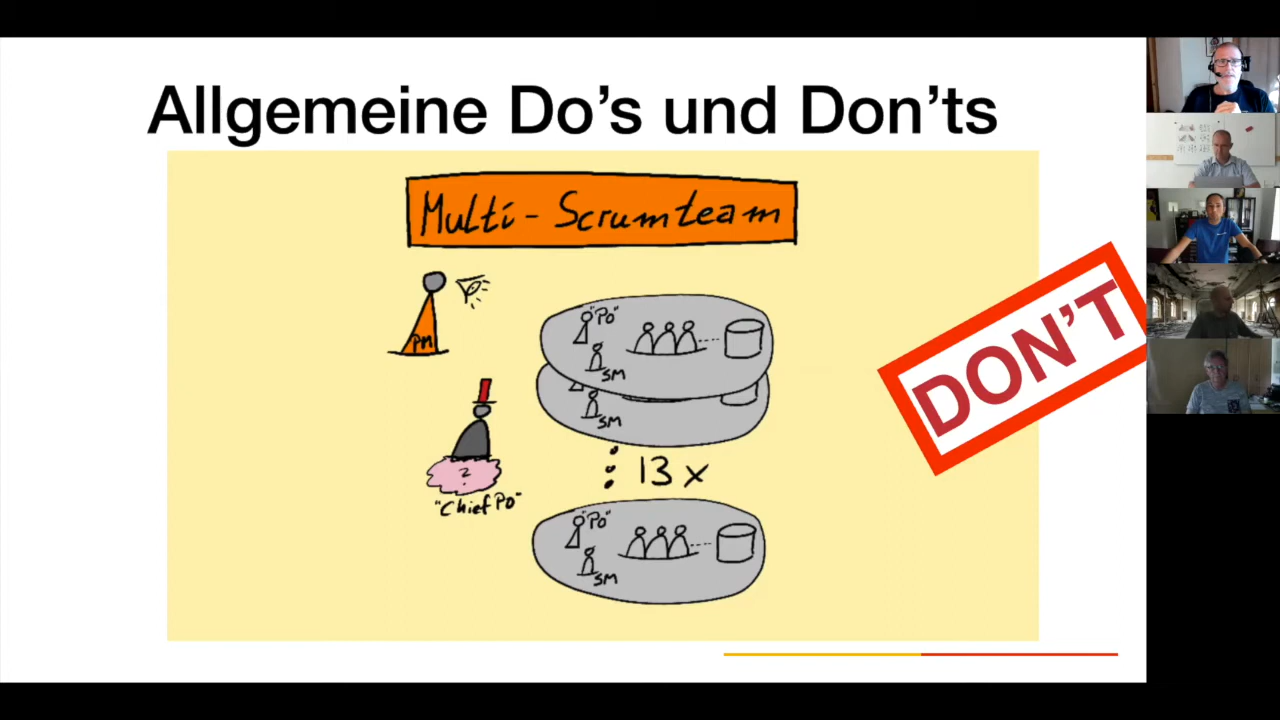 Allgemeine Do’s und Don’ts
Multi - Scrumteam
PM
"PO"
SM
SM
13 x
?
"Chief PO"
"PO"
SM
DON’T